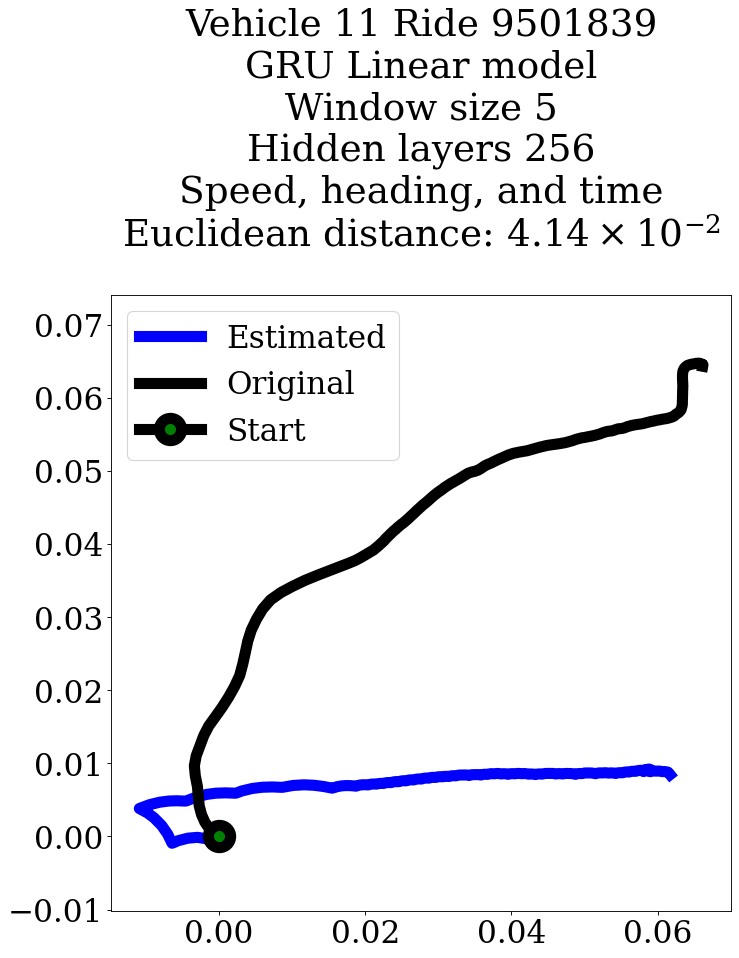 Vehicle 11 Ride 9501839
GRU Linear model
Window size 5
Hidden layers 256
Speed, heading, and time
Euclidean distance: 4.14 × 10⁻²
Estimated
Original
Start
0.07
0.06
0.05
0.04
0.03
0.02
0.01
0.00
−0.01
0.00 0.02 0.04 0.06